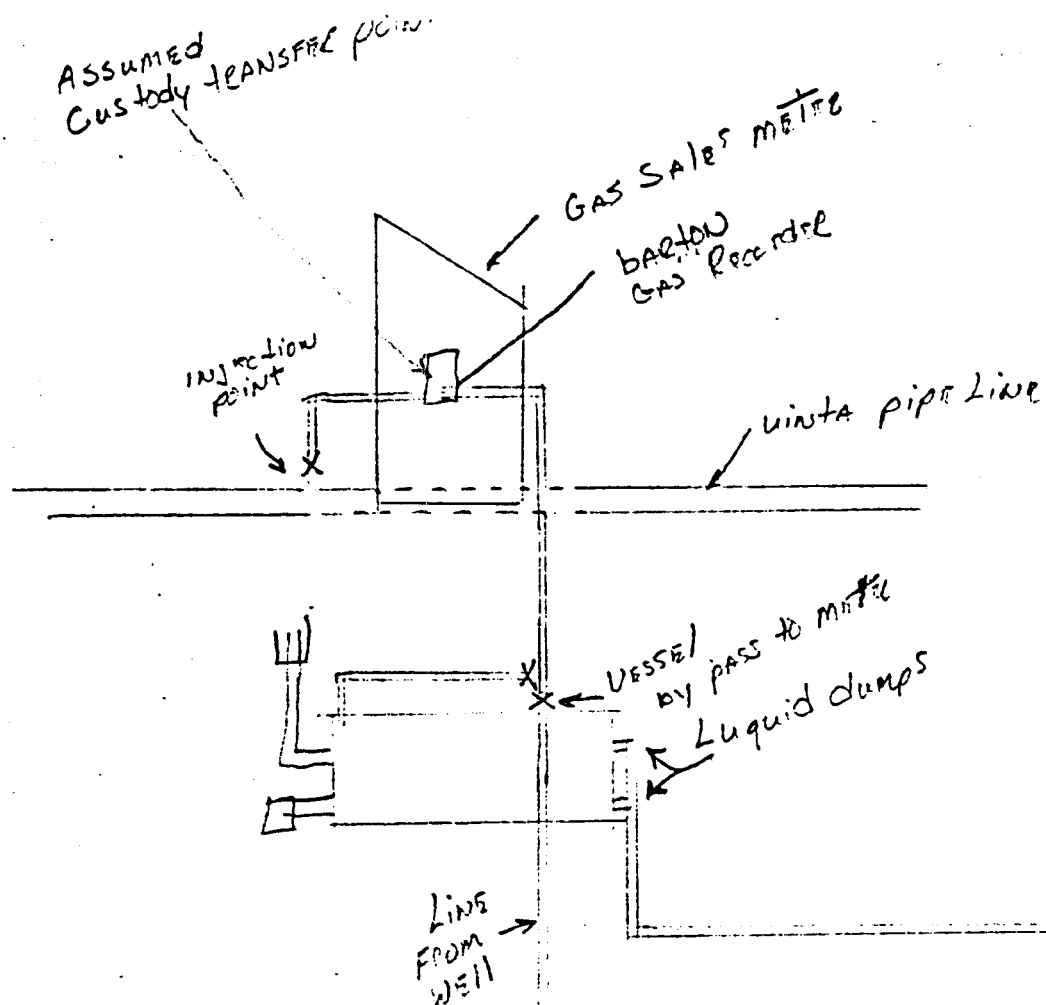 Assumed
Custody transfer point
Gas Sales meter
barton
Gas Recorder
injection
point
uinta pipe Line
Vessel
by pass to meter
Luquid dumps
Line
From
Well